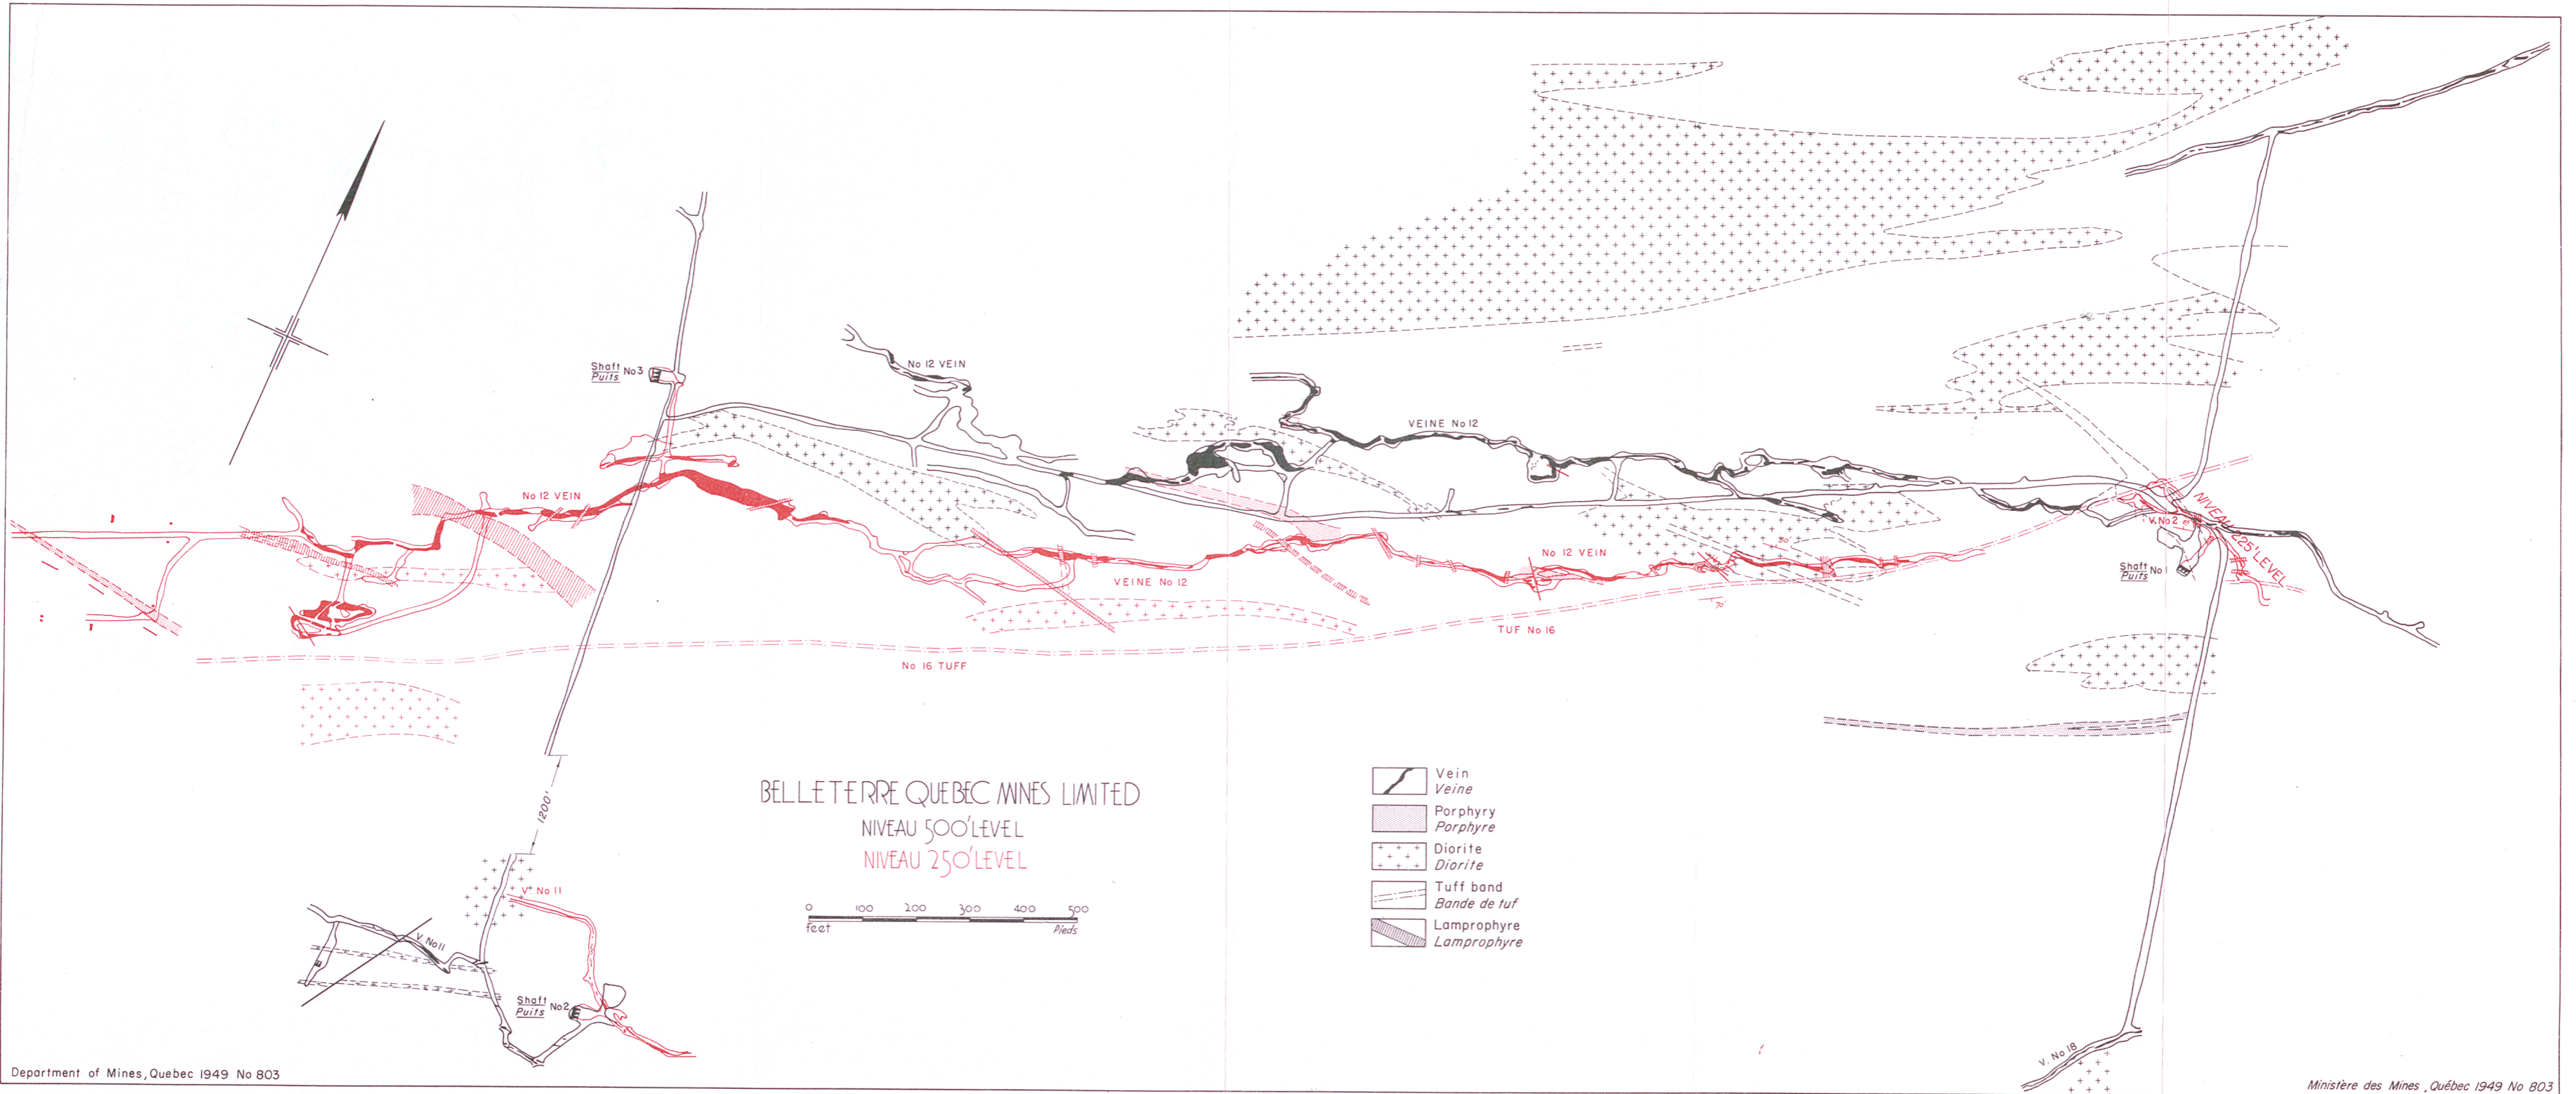 No 12 VEIN
Shaft
Puits
No 3
VEINE No 12
No 12 VEIN
V. No 2
NIVEAU 225' LEVEL
No 12 VEIN
VEINE No 12
50°
Shaft
Puits
No 1
70°
TUF No 16
No 16 TUFF
1200'
BELLETERRE QUEBEC MINES LIMITED
NIVEAU 500' LEVEL
NIVEAU 250' LEVEL
0 100 200 300 400 500
feet Pieds
Vein
Veine
Porphyry
Porphyre
Diorite
Diorite
Tuff band
Bande de tuf
Lamprophyre
Lamprophyre
V. No 11
V. No 11
Shaft
Puits
No 2
V. No 18
Department of Mines, Quebec 1949 No 803
Ministère des Mines, Québec 1949 No 803